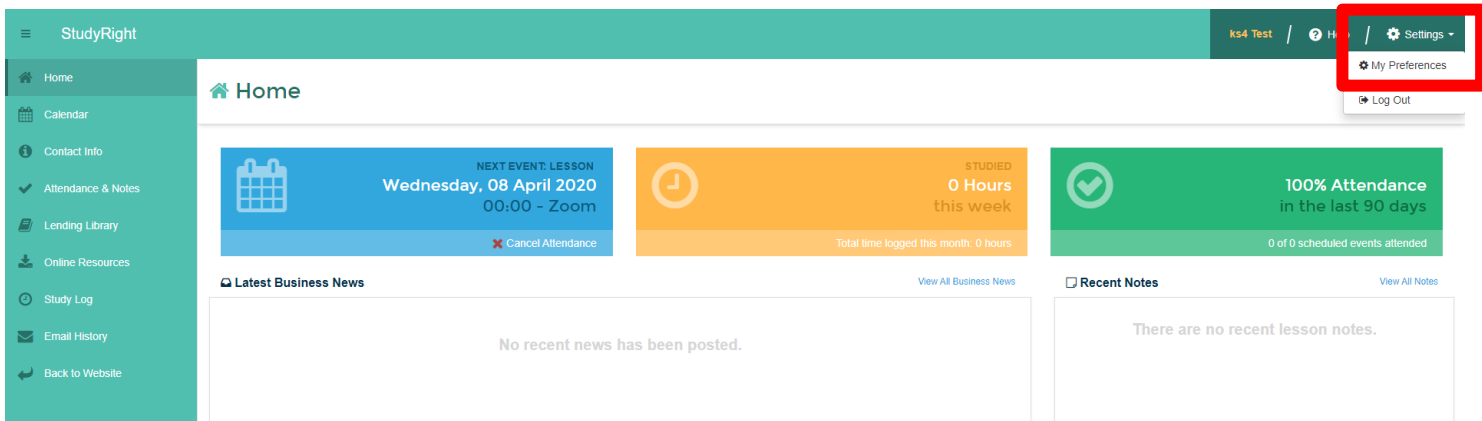 StudyRight
ks4 Test / Settings
My Preferences
Log Out
Home
Calendar
Contact Info
Attendance & Notes
Lending Library
Online Resources
Study Log
Email History
Back to Website
Home
NEXT EVENT: LESSON
Wednesday, 08 April 2020
00:00 - Zoom
Cancel Attendance
STUDIED
0 Hours
this week
Total time logged this month: 0 hours
100% Attendance
in the last 90 days
0 of 0 scheduled events attended
Latest Business News
View All Business News
No recent news has been posted.
Recent Notes
View All Notes
There are no recent lesson notes.